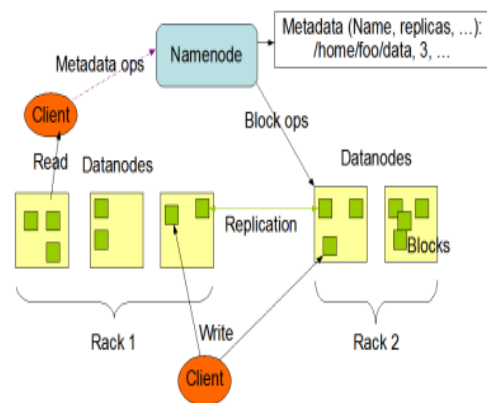 Metadata (Name, replicas, ...):
/home/foo/data, 3, ...
Namenode
Metadata ops
Client
Block ops
Read
Datanodes
Datanodes
Replication
Blocks
Rack 1
Write
Rack 2
Client